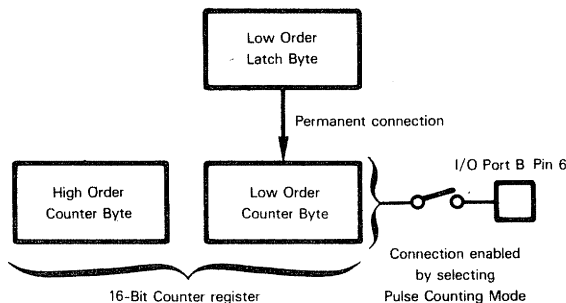 Low Order
Latch Byte
Permanent connection
High Order
Counter Byte
Low Order
Counter Byte
I/O Port B Pin 6
Connection enabled
by selecting
Pulse Counting Mode
16-Bit Counter register